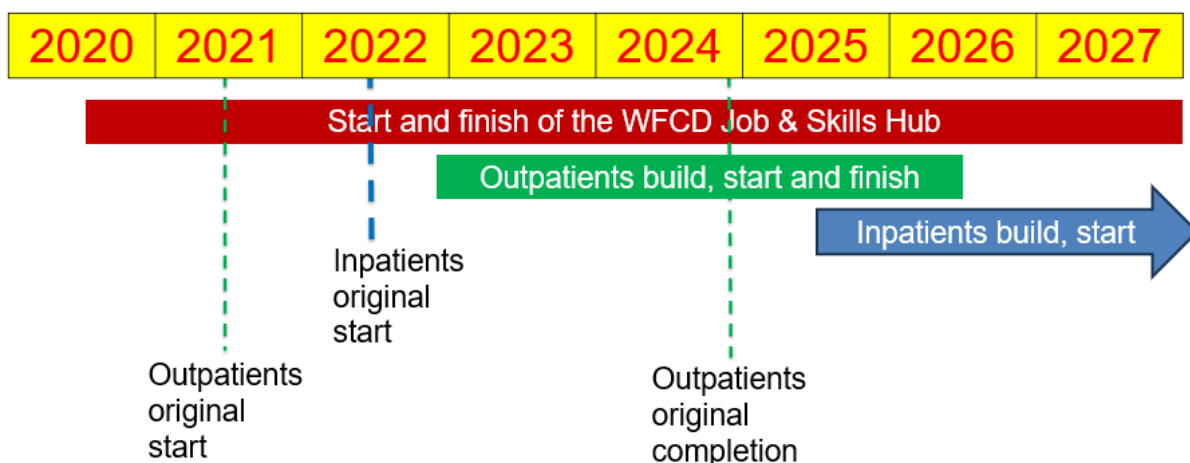 2020 2021 2022 2023 2024 2025 2026 2027
Start and finish of the WFCD Job & Skills Hub
Outpatients build, start and finish
Inpatients build, start
Inpatients
original
start
Outpatients
original
start
Outpatients
original
completion